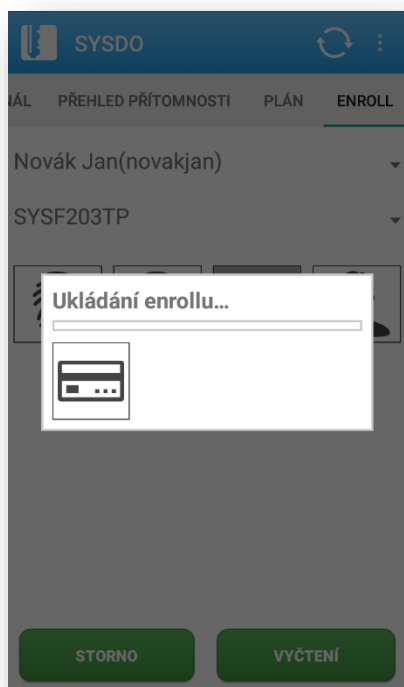 SYSDO
NÁL PŘEHLED PŘÍTOMNOSTI PLÁN ENROLL
Novák Jan(novakjan)
SYSF203TP
Ukládání enrollu...
STORNO VYČTENÍ